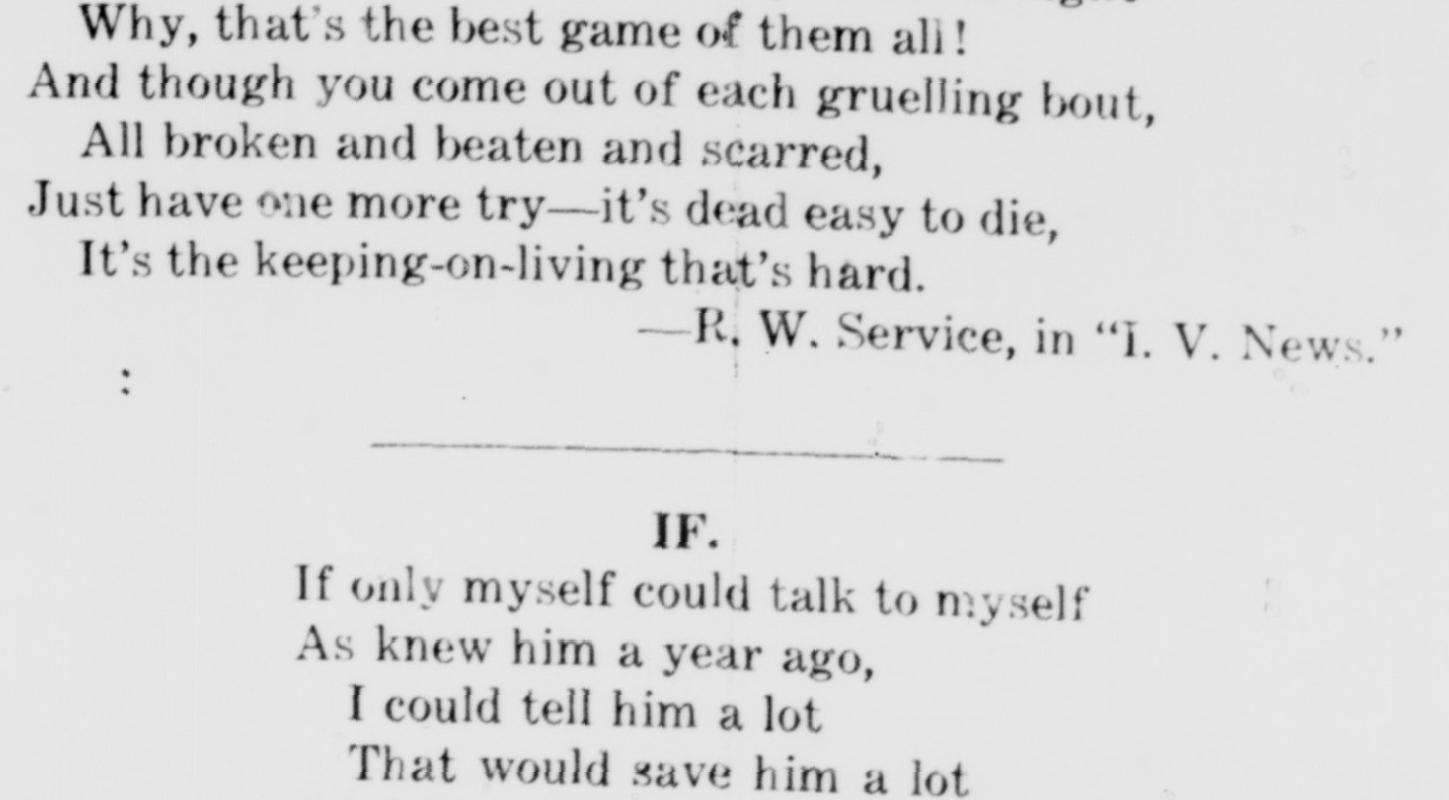 Why, that's the best game of them all!
And though you come out of each gruelling bout,
All broken and beaten and scarred,
Just have one more try—it's dead easy to die,
It's the keeping-on-living that's hard.
—R. W. Service, in "I. V. News."
:
IF.
If only myself could talk to myself
As knew him a year ago,
I could tell him a lot
That would save him a lot